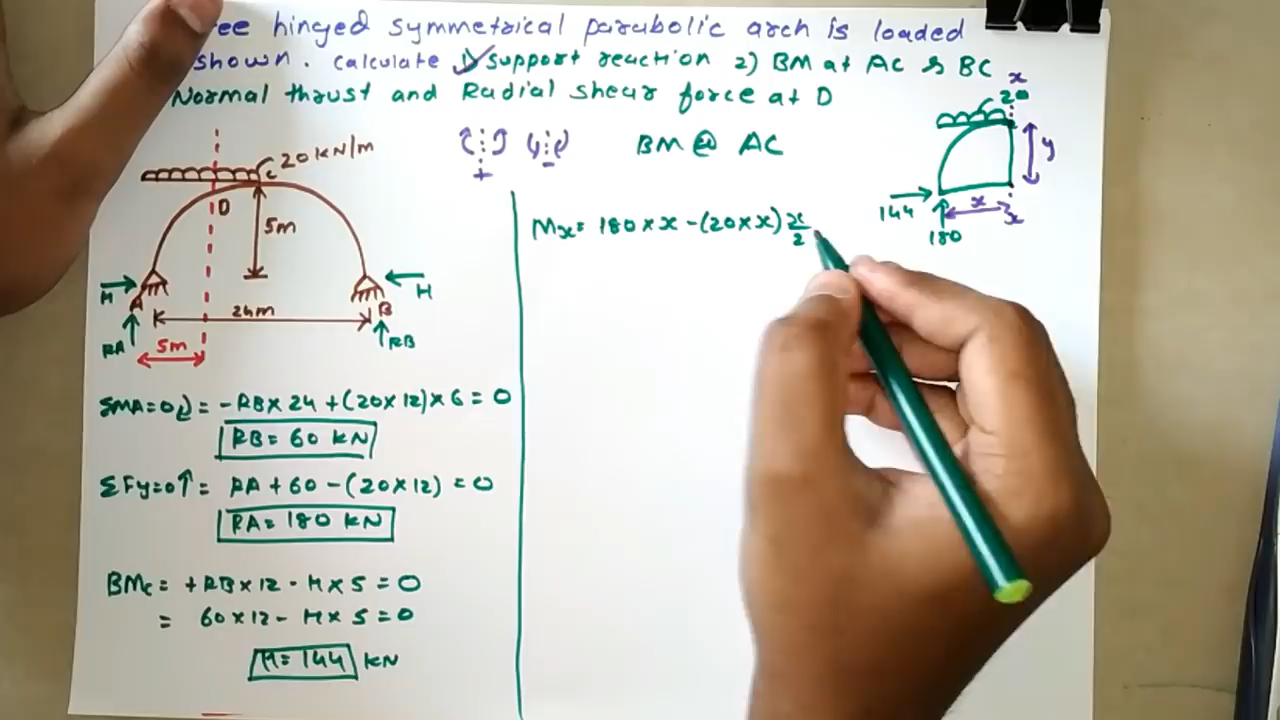 ree hinged symmetrical parabolic arch is loaded
shown. calculate 1) support reaction 2) BM at AC & BC
Normal thrust and Radial shear force at D
20 kN/m
C
D
5m
H
A
24m
B
H
RA
5m
RB
ΣMA=0↻ = -RB×24 + (20×12)×6 = 0
RB = 60 kN
ΣFy=0↑ = RA + 60 - (20×12) = 0
RA = 180 kN
BMc = +RB×12 - H×5 = 0
= 60×12 - H×5 = 0
H = 144 kN
+ -
BM @ AC
Mx = 180×x - (20×x) x/2
x
20
y
144
x
x
180